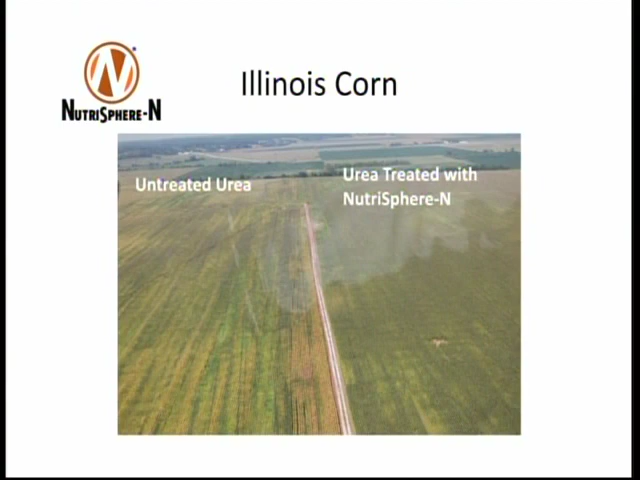 Illinois Corn
N
NUTRISPHERE-N
Untreated Urea
Urea Treated with
NutriSphere-N